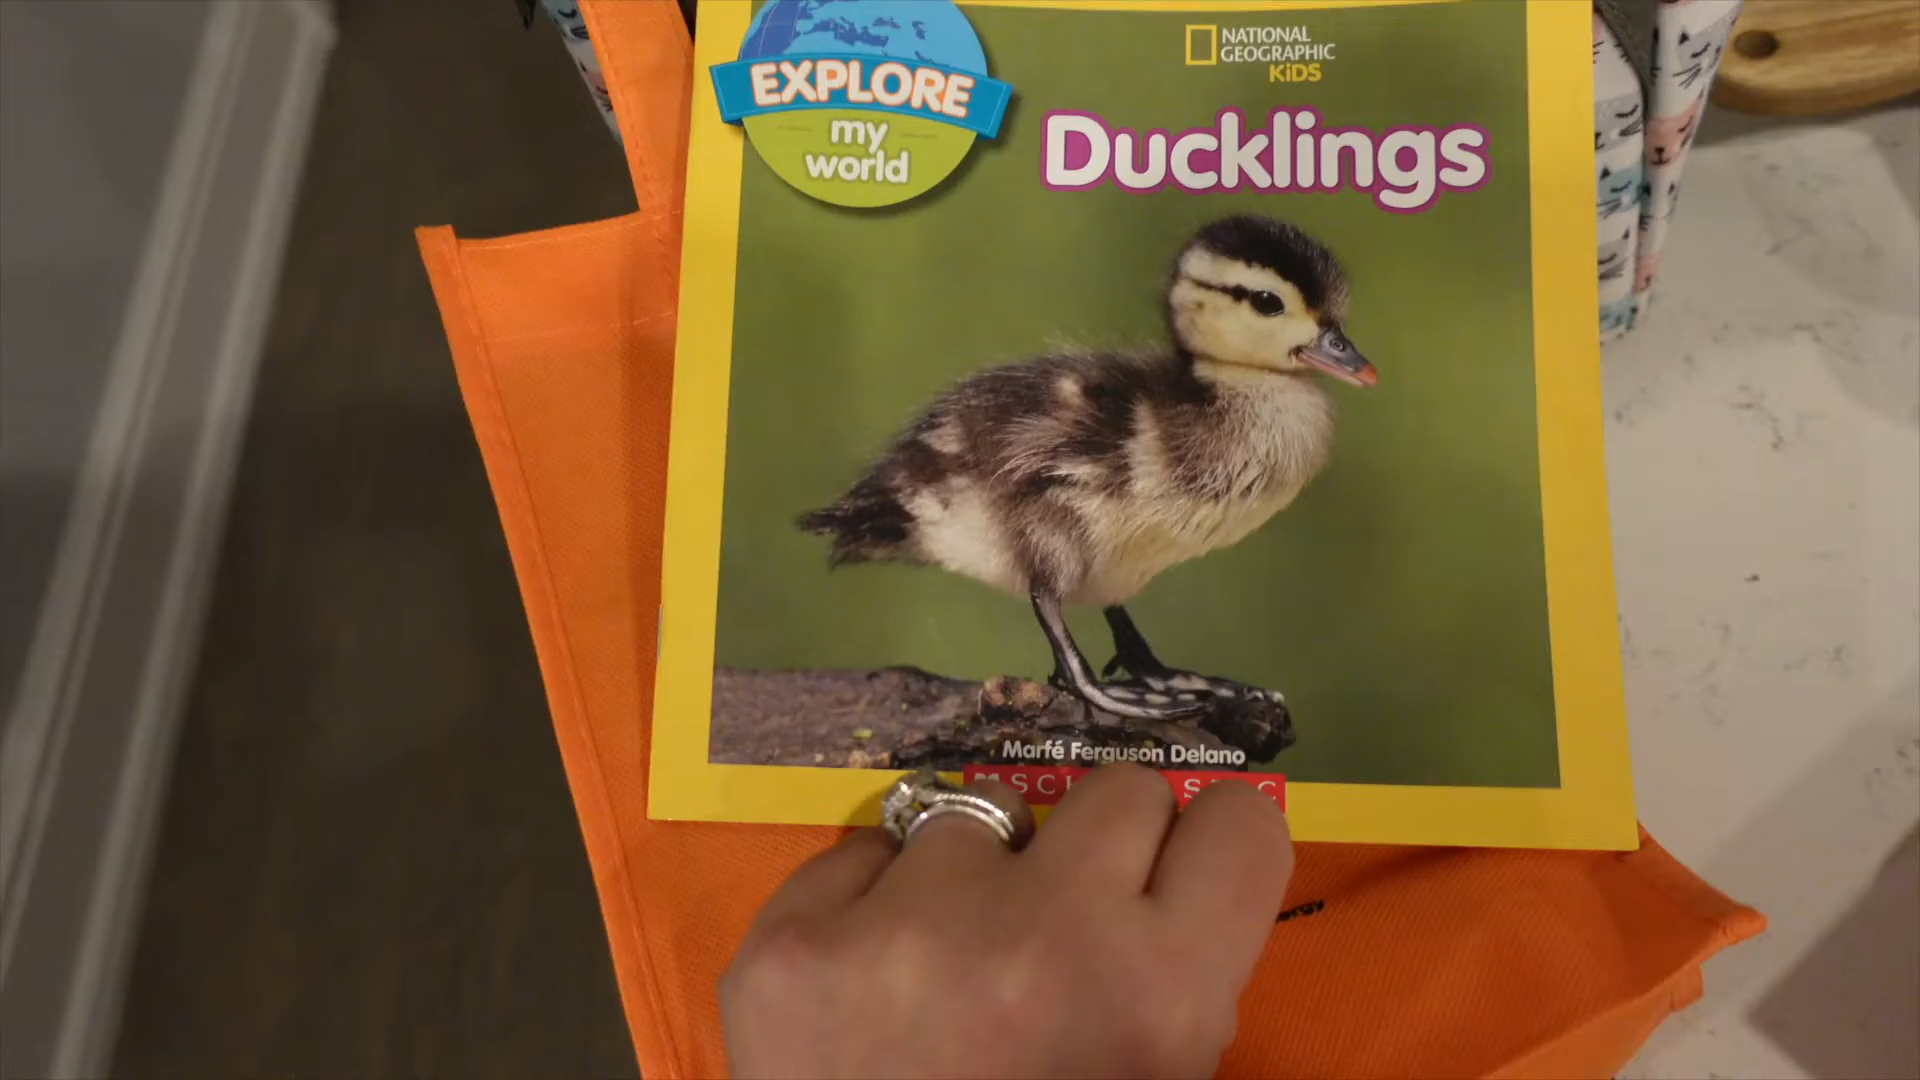 EXPLORE
my
world
NATIONAL
GEOGRAPHIC
KiDS
Ducklings
Marfé Ferguson Delano